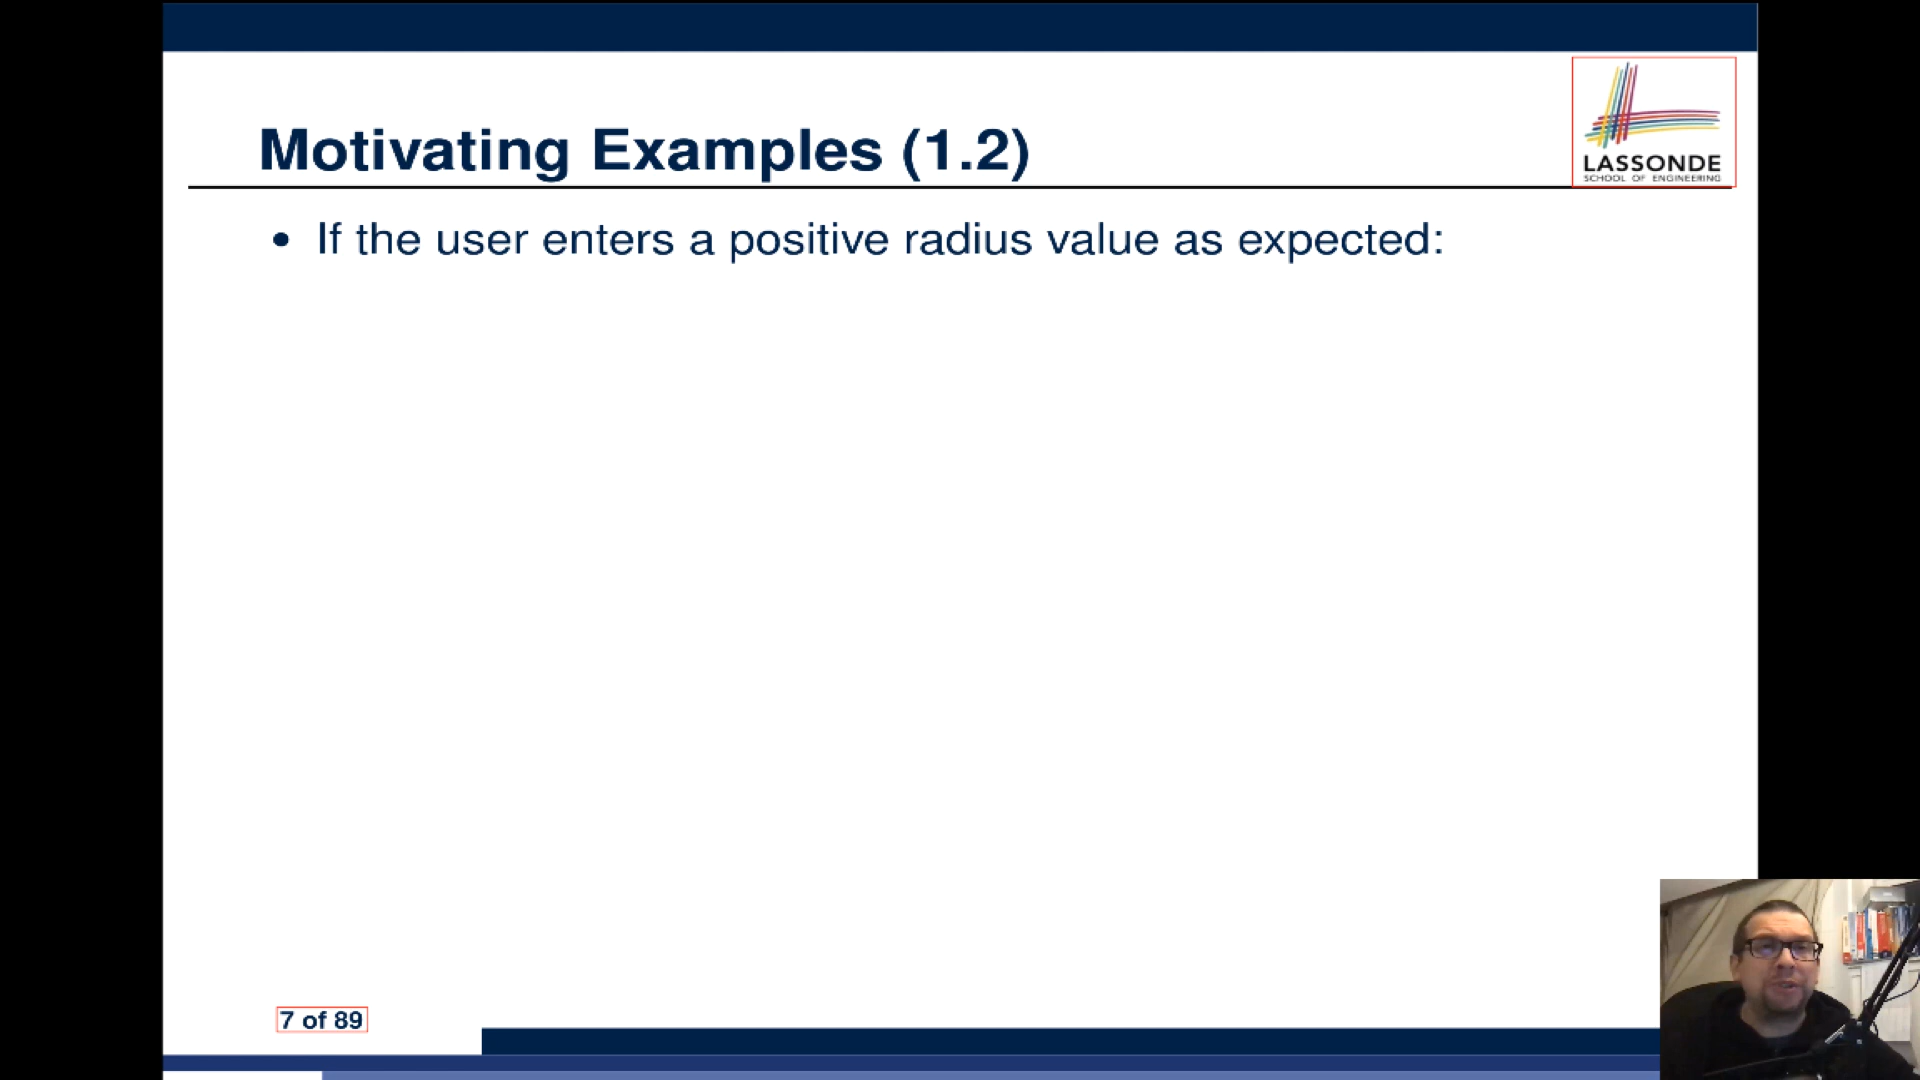 Motivating Examples (1.2)
LASSONDE
SCHOOL OF ENGINEERING
• If the user enters a positive radius value as expected:
7 of 89